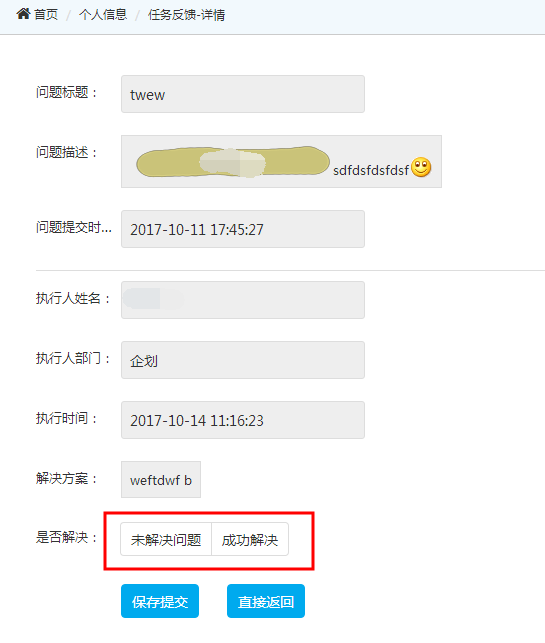 首页 / 个人信息 / 任务反馈-详情
问题标题： twew
问题描述： sdfdsfdsfdsf
问题提交时... 2017-10-11 17:45:27
执行人姓名：
执行人部门： 企划
执行时间： 2017-10-14 11:16:23
解决方案： weftdwf b
是否解决： 未解决问题 成功解决
保存提交 直接返回